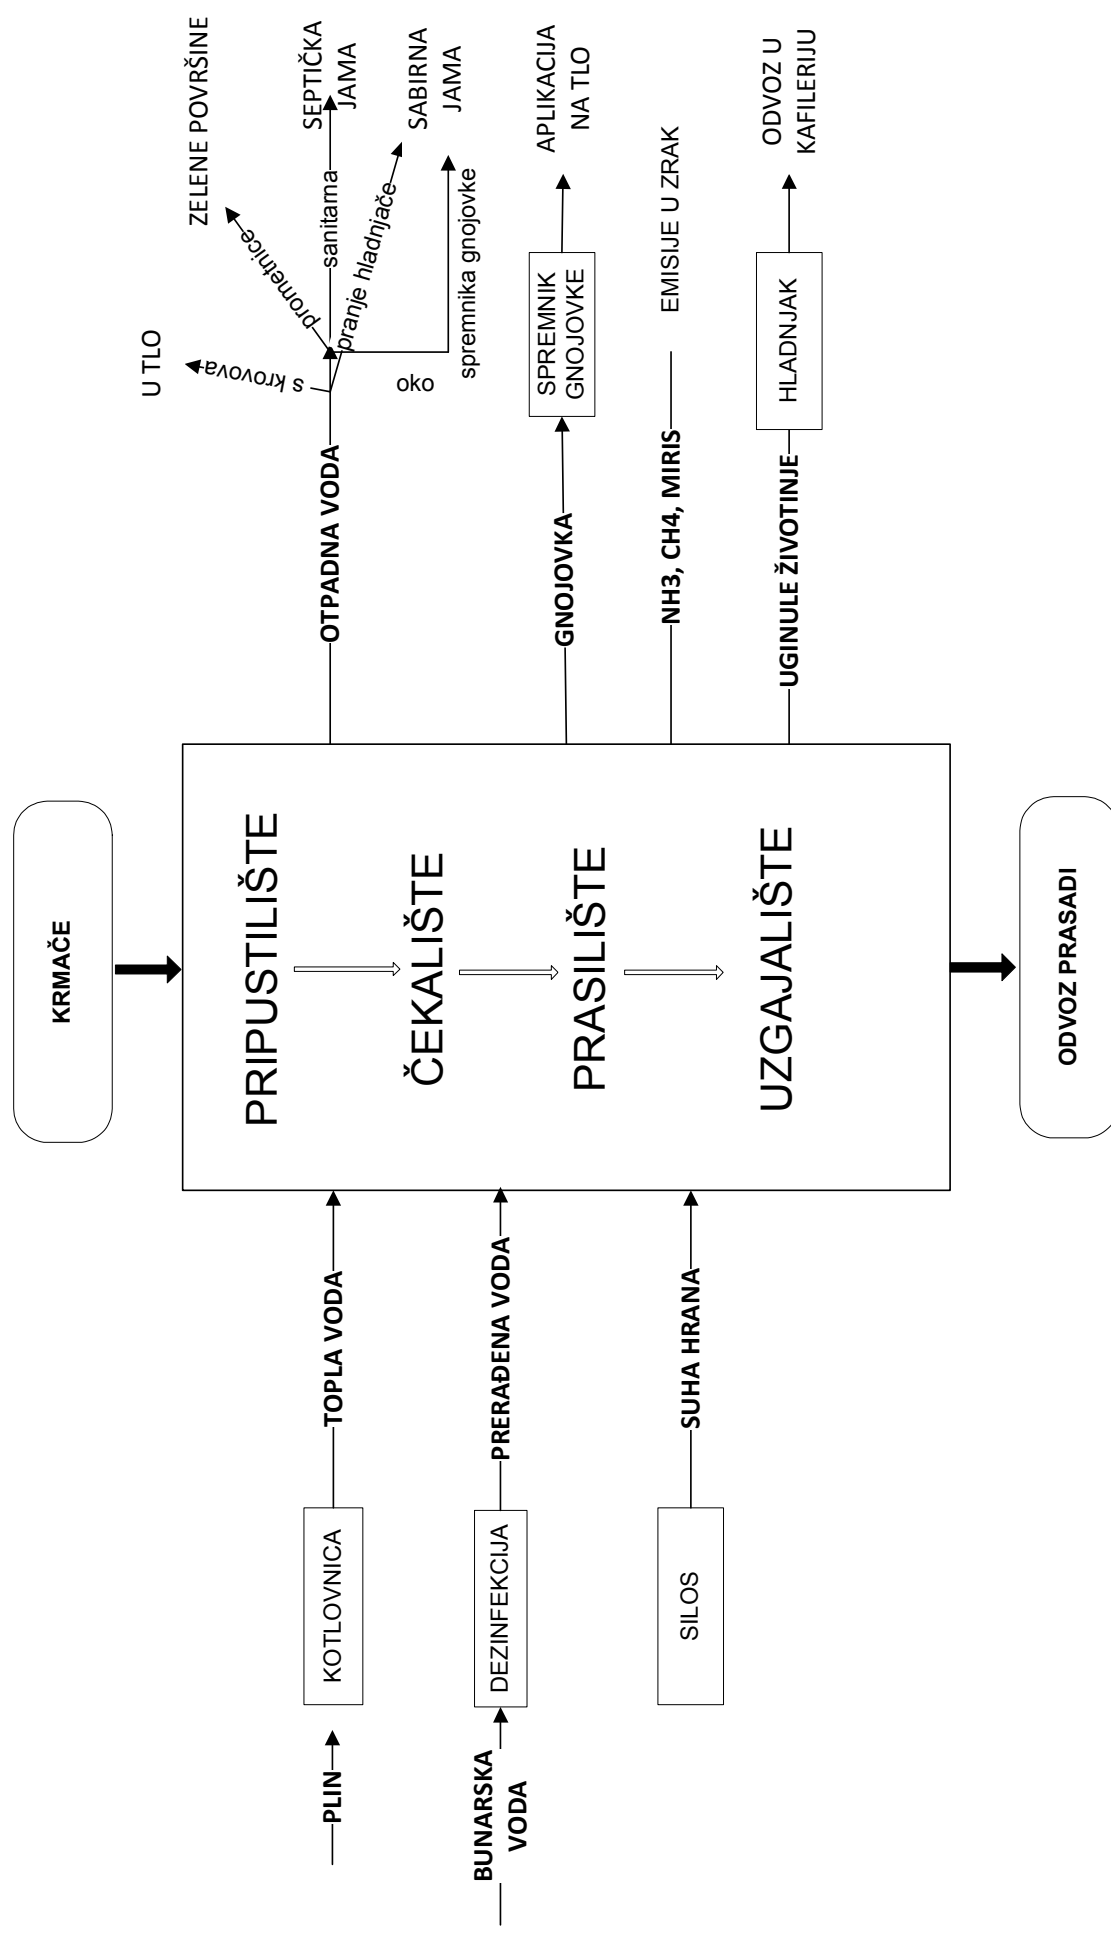 KRMAČE
PLIN
KOTLOVNICA
TOPLA VODA
BUNARSKA
VODA
DEZINFEKCIJA
PRERAĐENA VODA
SILOS
SUHA HRANA
PRIPUSTILIŠTE
ČEKALIŠTE
PRASILIŠTE
UZGAJALIŠTE
OTPADNA VODA
s krovova
U TLO
prometnice
ZELENE POVRŠINE
sanitarna
SEPTIČKA
JAMA
pranje hladnjače
SABIRNA
JAMA
oko
spremnika gnojovke
GNOJOVKA
SPREMNIK
GNOJOVKE
APLIKACIJA
NA TLO
NH3, CH4, MIRIS
EMISIJE U ZRAK
UGINULE ŽIVOTINJE
HLADNJAK
ODVOZ U
KAFILERIJU
ODVOZ PRASADI